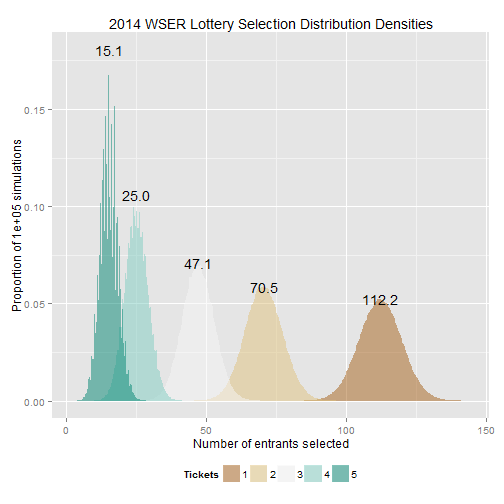 2014 WSER Lottery Selection Distribution Densities
15.1
25.0
47.1
70.5
112.2
0.15
0.10
0.05
0.00
Proportion of 1e+05 simulations
0 50 100 150
Number of entrants selected
Tickets 1 2 3 4 5